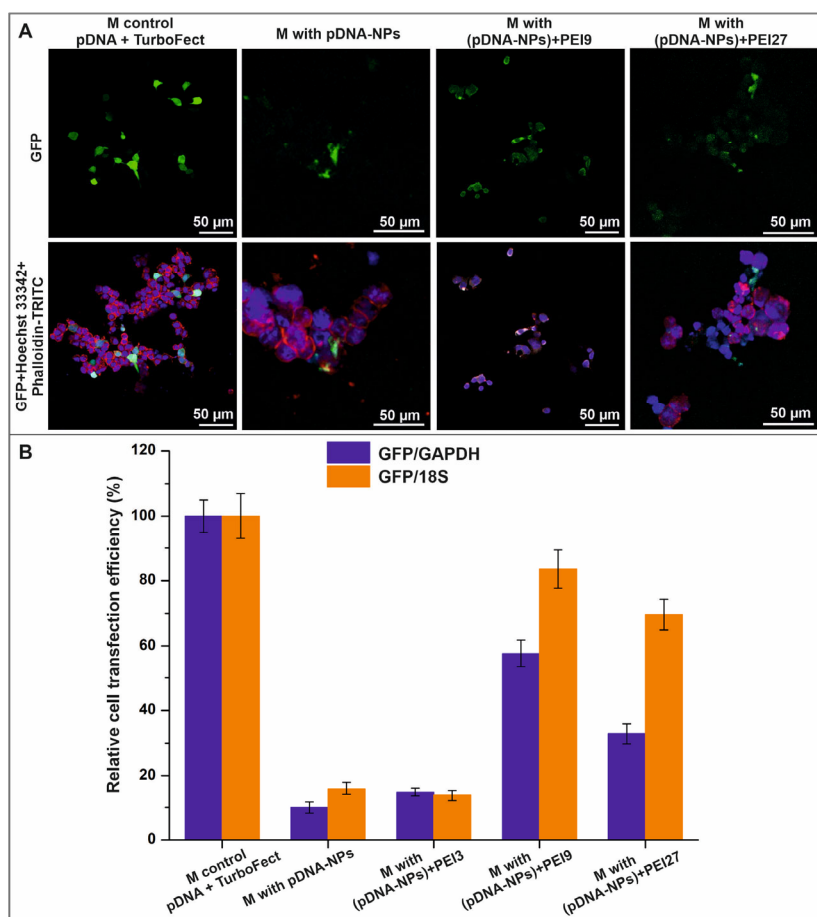 A
M control
pDNA + TurboFect
M with pDNA-NPs
M with
(pDNA-NPs)+PEI9
M with
(pDNA-NPs)+PEI27
GFP
50 µm
50 µm
50 µm
50 µm
GFP+Hoechst 33342+
Phalloidin-TRITC
50 µm
50 µm
50 µm
50 µm
B
GFP/GAPDH
GFP/18S
Relative cell transfection efficiency (%)
120
100
80
60
40
20
0
M control
pDNA + TurboFect
M with pDNA-NPs
M with
(pDNA-NPs)+PEI3
M with
(pDNA-NPs)+PEI9
M with
(pDNA-NPs)+PEI27